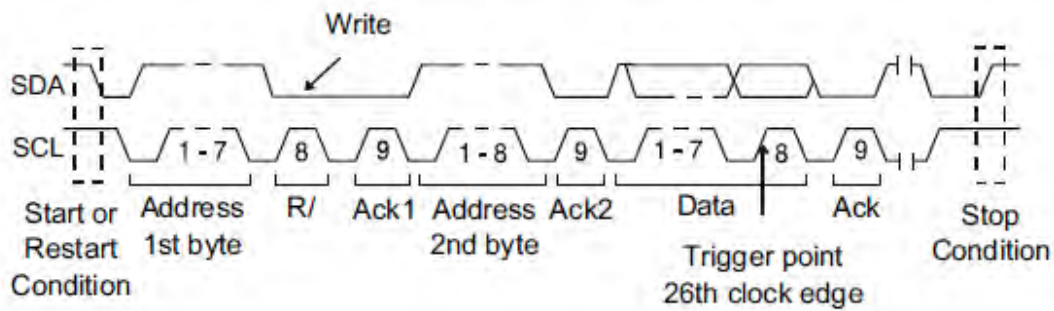 Write
SDA
SCL
1 - 7
8
9
1 - 8
9
1 - 7
8
9
Start or
Restart
Condition
Address
1st byte
R/
Ack1
Address
2nd byte
Ack2
Data
Ack
Stop
Condition
Trigger point
26th clock edge